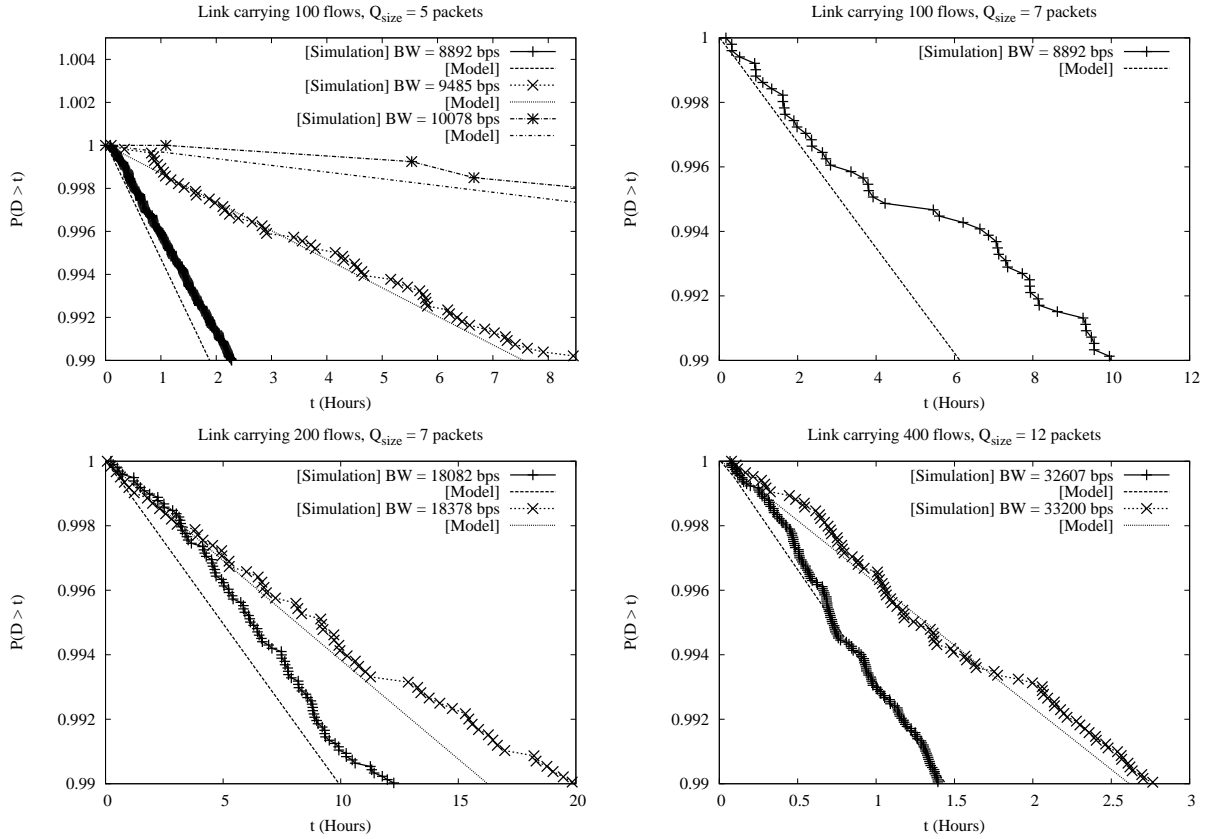 Link carrying 100 flows, Q_size = 5 packets
[Simulation] BW = 8892 bps
[Model]
[Simulation] BW = 9485 bps
[Model]
[Simulation] BW = 10078 bps
[Model]
1.004
1.002
1
0.998
0.996
0.994
0.992
0.99
P(D > t)
0 1 2 3 4 5 6 7 8
t (Hours)
Link carrying 100 flows, Q_size = 7 packets
[Simulation] BW = 8892 bps
[Model]
1
0.998
0.996
0.994
0.992
0.99
P(D > t)
0 2 4 6 8 10 12
t (Hours)
Link carrying 200 flows, Q_size = 7 packets
[Simulation] BW = 18082 bps
[Model]
[Simulation] BW = 18378 bps
[Model]
1
0.998
0.996
0.994
0.992
0.99
P(D > t)
0 5 10 15 20
t (Hours)
Link carrying 400 flows, Q_size = 12 packets
[Simulation] BW = 32607 bps
[Model]
[Simulation] BW = 33200 bps
[Model]
1
0.998
0.996
0.994
0.992
0.99
P(D > t)
0 0.5 1 1.5 2 2.5 3
t (Hours)